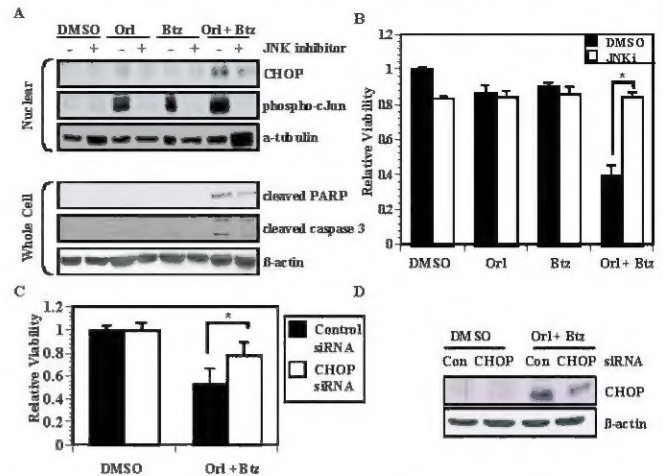 A
DMSO Orl Btz Orl + Btz
- + - + - + - + JNK inhibitor
Nuclear
CHOP
phospho-cJun
a-tubulin
Whole Cell
cleaved PARP
cleaved caspase 3
ß-actin
B
Relative Viability
1
0.8
0.6
0.4
0.2
0
DMSO
JNKi
*
DMSO Orl Btz Orl + Btz
C
Relative Viability
1.2
1
0.8
0.6
0.4
0.2
0
*
Control
siRNA
CHOP
siRNA
DMSO Orl + Btz
D
DMSO Orl + Btz
Con CHOP Con CHOP siRNA
CHOP
ß-actin